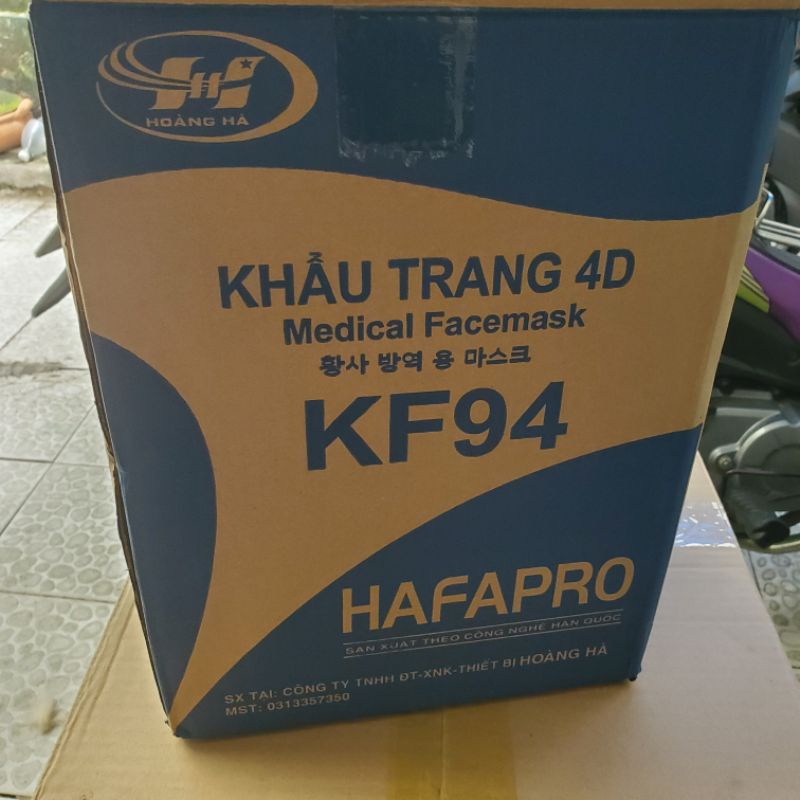 HOÀNG HÀ
KHẨU TRANG 4D
Medical Facemask
황사 방역 용 마스크
KF94
HAFAPRO
SẢN XUẤT THEO CÔNG NGHỆ HÀN QUỐC
SX TẠI: CÔNG TY TNHH ĐT-XNK-THIẾT BỊ HOÀNG HÀ
MST: 0313357350